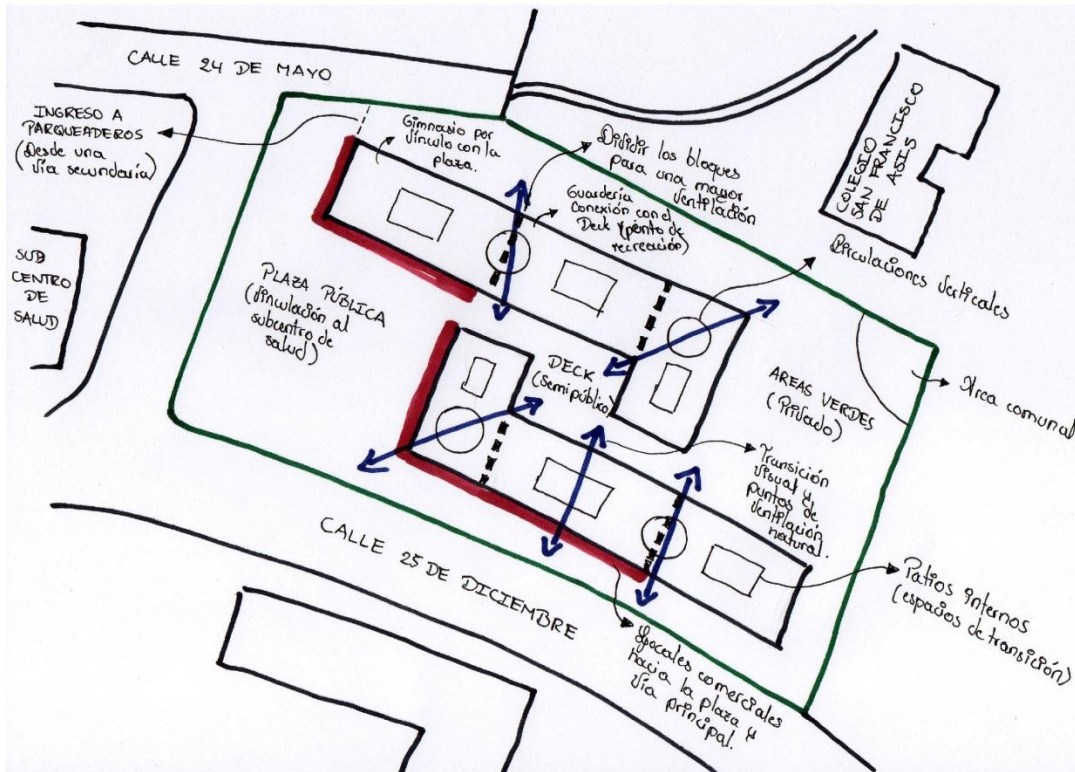 CALLE 24 DE MAYO
INGRESO A
PARQUEADEROS
(Desde una
vía secundaria)
Gimnasio por
vínculo con la
plaza.
Dividir los bloques
para una mayor
ventilación
Guardería
conexión con el
Deck (punto de
recreación)
COLEGIO
SAN FRANCISCO
DE ASIS
Circulaciones verticales
SUB
CENTRO
DE
SALUD
PLAZA PÚBLICA
(vinculación al
subcentro de
salud)
DECK
(semipúblico)
AREAS VERDES
(Privado)
Area comunal
Transición
visual y
puntos de
ventilación
natural.
CALLE 25 DE DICIEMBRE
Patios internos
(espacios de transición)
Locales comerciales
hacia la plaza y
vía principal.